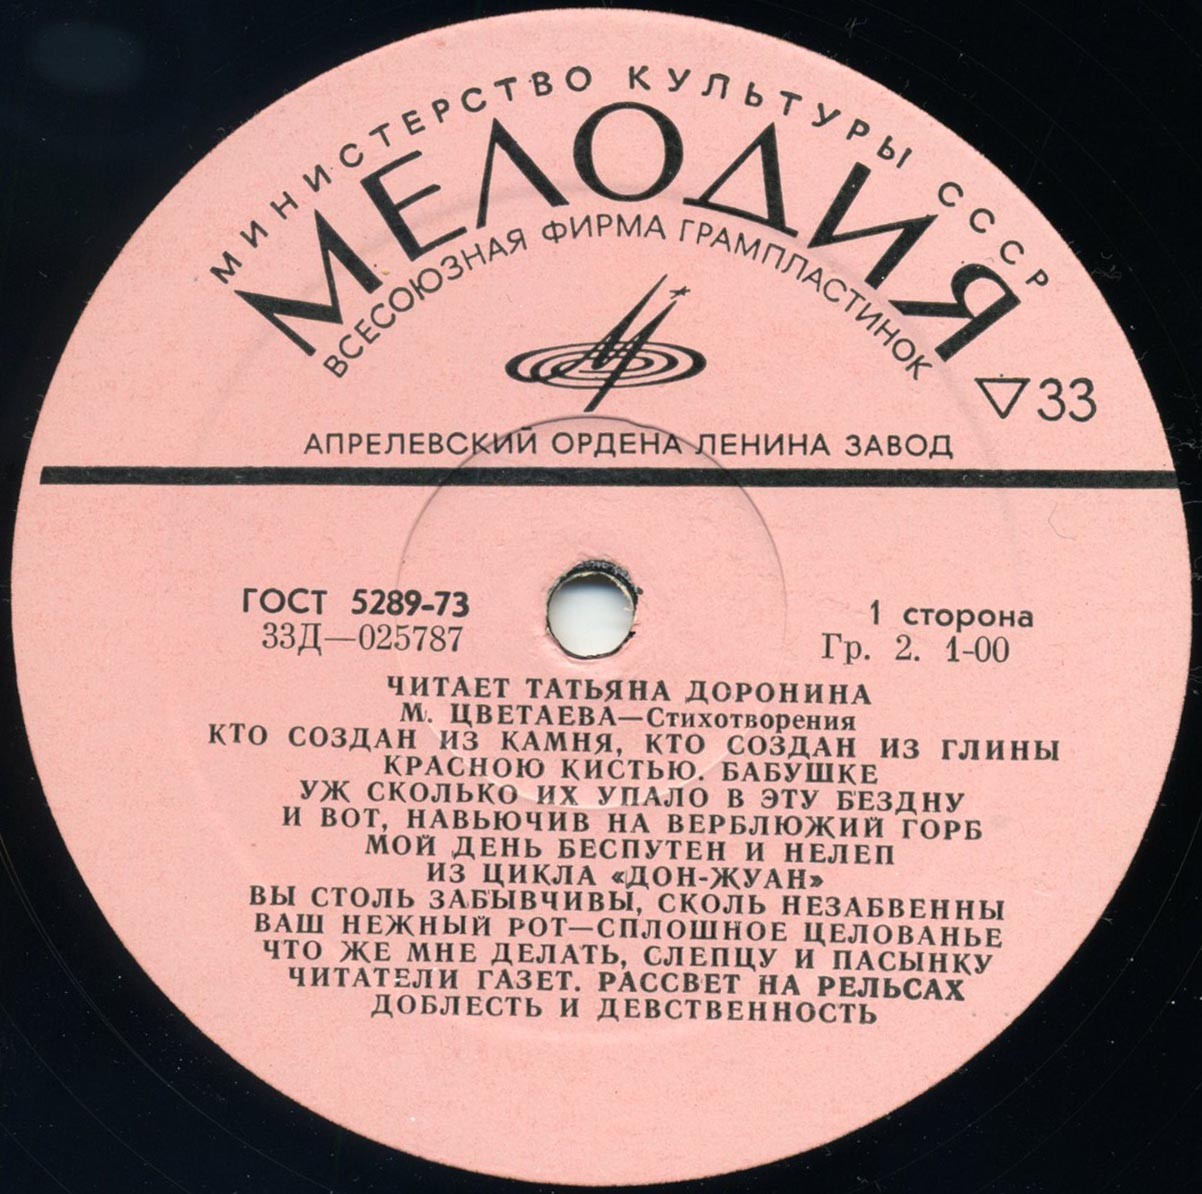 МИНИСТЕРСТВО КУЛЬТУРЫ СССР
МЕЛОДИЯ
ВСЕСОЮЗНАЯ ФИРМА ГРАМПЛАСТИНОК
33
АПРЕЛЕВСКИЙ ОРДЕНА ЛЕНИНА ЗАВОД
ГОСТ 5289-73
33Д—025787
1 сторона
Гр. 2. 1-00
ЧИТАЕТ ТАТЬЯНА ДОРОНИНА
М. ЦВЕТАЕВА—Стихотворения
КТО СОЗДАН ИЗ КАМНЯ, КТО СОЗДАН ИЗ ГЛИНЫ
КРАСНОЮ КИСТЬЮ. БАБУШКЕ
УЖ СКОЛЬКО ИХ УПАЛО В ЭТУ БЕЗДНУ
И ВОТ, НАВЬЮЧИВ НА ВЕРБЛЮЖИЙ ГОРБ
МОЙ ДЕНЬ БЕСПУТЕН И НЕЛЕП
ИЗ ЦИКЛА «ДОН-ЖУАН»
ВЫ СТОЛЬ ЗАБЫВЧИВЫ, СКОЛЬ НЕЗАБВЕННЫ
ВАШ НЕЖНЫЙ РОТ—СПЛОШНОЕ ЦЕЛОВАНЬЕ
ЧТО ЖЕ МНЕ ДЕЛАТЬ, СЛЕПЦУ И ПАСЫНКУ
ЧИТАТЕЛИ ГАЗЕТ. РАССВЕТ НА РЕЛЬСАХ
ДОБЛЕСТЬ И ДЕВСТВЕННОСТЬ